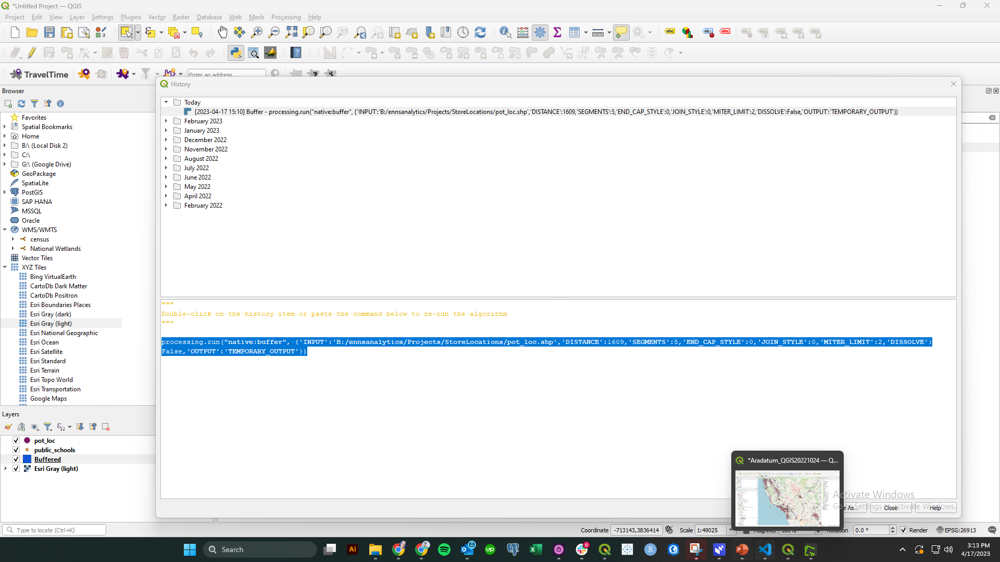 *Untitled Project — QGIS
Project Edit View Layer Settings Plugins Vector Raster Database Web Mesh Processing Help
TravelTime
Enter an address...
Browser
Favorites
Spatial Bookmarks
Home
B:\ (Local Disk 2)
C:\
G:\ (Google Drive)
GeoPackage
SpatiaLite
PostGIS
SAP HANA
MSSQL
Oracle
WMS/WMTS
census
National Wetlands
Vector Tiles
XYZ Tiles
Bing VirtualEarth
CartoDb Dark Matter
CartoDb Positron
Esri Boundaries Places
Esri Gray (dark)
Esri Gray (light)
Esri National Geographic
Esri Ocean
Esri Satellite
Esri Standard
Esri Terrain
Esri Topo World
Esri Transportation
Google Maps
Layers
pot_loc
public_schools
Buffered
Esri Gray (light)
History
Today
[2023-04-17 15:10] Buffer - processing.run("native:buffer", {'INPUT':'B:/ennsanalytics/Projects/StoreLocations/pot_loc.shp','DISTANCE':1609,'SEGMENTS':5,'END_CAP_STYLE':0,'JOIN_STYLE':0,'MITER_LIMIT':2,'DISSOLVE':False,'OUTPUT':'TEMPORARY_OUTPUT'})
February 2023
January 2023
December 2022
November 2022
August 2022
July 2022
June 2022
May 2022
April 2022
February 2022
"""
Double-click·on·the·history·item·or·paste·the·command·below·to·re-run·the·algorithm
"""
processing.run("native:buffer",·{'INPUT':'B:/ennsanalytics/Projects/StoreLocations/pot_loc.shp','DISTANCE':1609,'SEGMENTS':5,'END_CAP_STYLE':0,'JOIN_STYLE':0,'MITER_LIMIT':2,'DISSOLVE':
False,'OUTPUT':'TEMPORARY_OUTPUT'})
*Aradatum_QGIS20221024 — Q...
Activate Windows
Go to Settings to activate Windows.
As... Close Help
Type to locate (Ctrl+K)
Coordinate -713143,3836414 Scale 1:49025 Magnifier 100% Rotation 0.0 ° Render EPSG:26913
Search
3:13 PM
4/17/2023